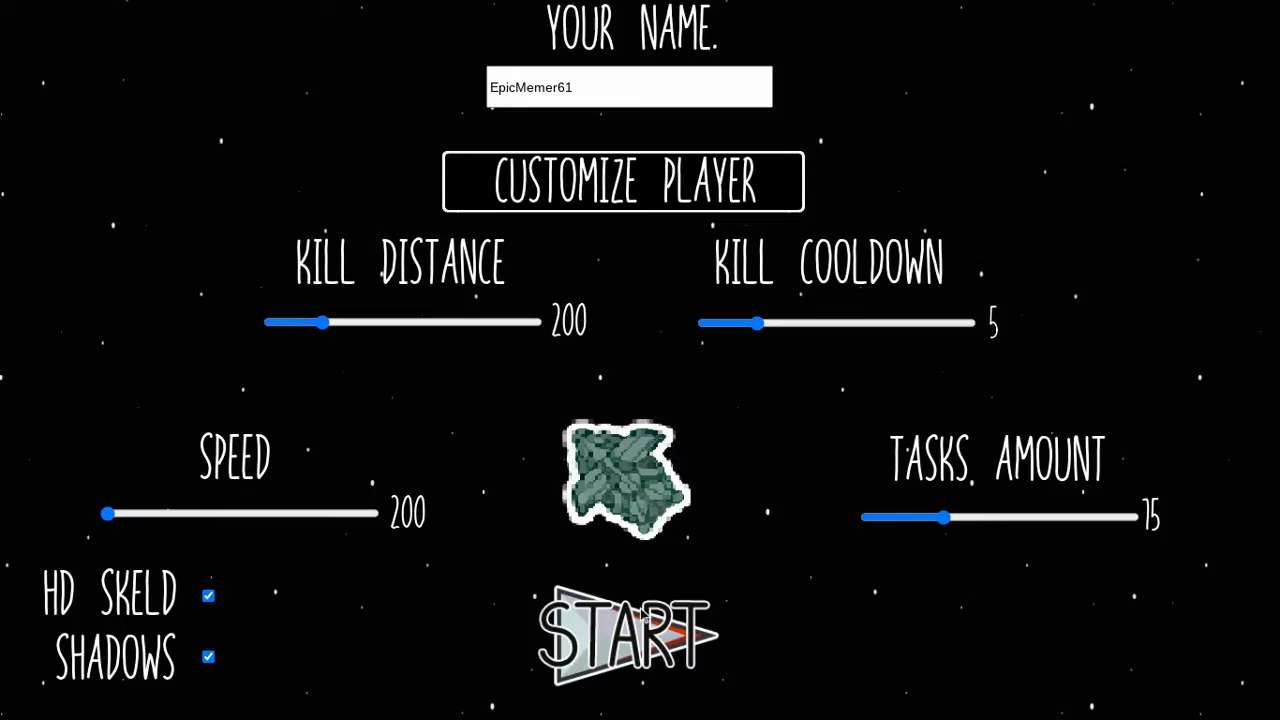 YOUR NAME.
EpicMemer61
CUSTOMIZE PLAYER
KILL DISTANCE
200
KILL COOLDOWN
5
SPEED
200
TASKS AMOUNT
15
HD SKELD
SHADOWS
START